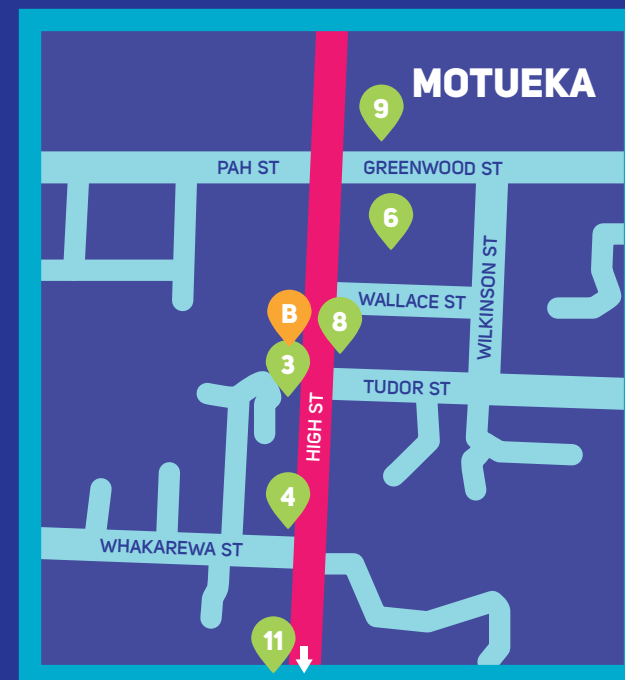 MOTUEKA
9
PAH ST
GREENWOOD ST
6
WILKINSON ST
WALLACE ST
B
8
3
TUDOR ST
HIGH ST
4
WHAKAREWA ST
11